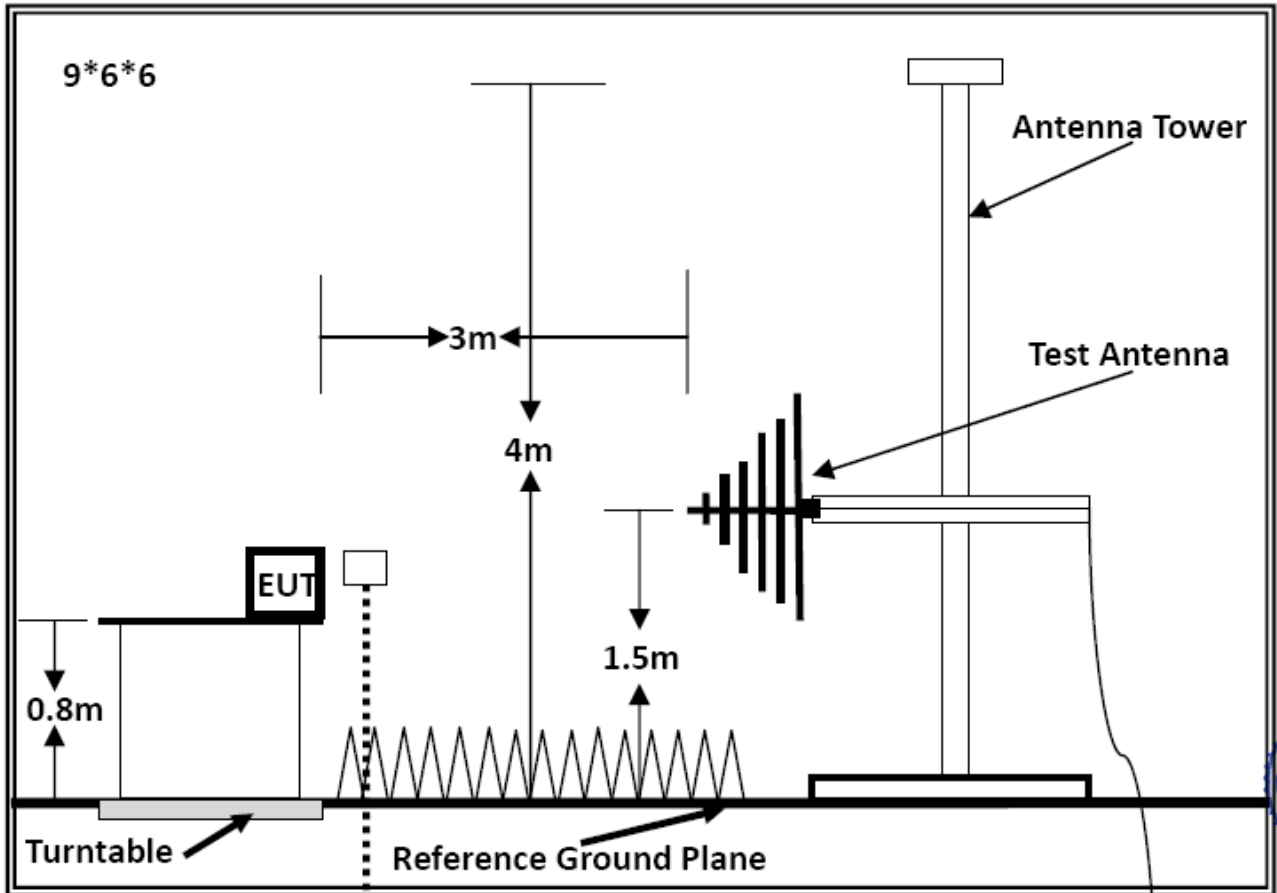 9*6*6
Antenna Tower
3m
Test Antenna
4m
EUT
1.5m
0.8m
Turntable
Reference Ground Plane